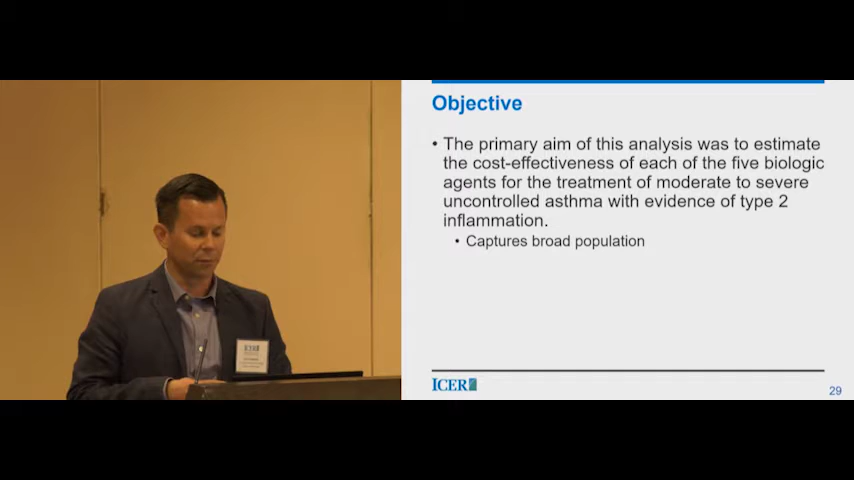 Objective
• The primary aim of this analysis was to estimate
the cost-effectiveness of each of the five biologic
agents for the treatment of moderate to severe
uncontrolled asthma with evidence of type 2
inflammation.
• Captures broad population
ICER
29